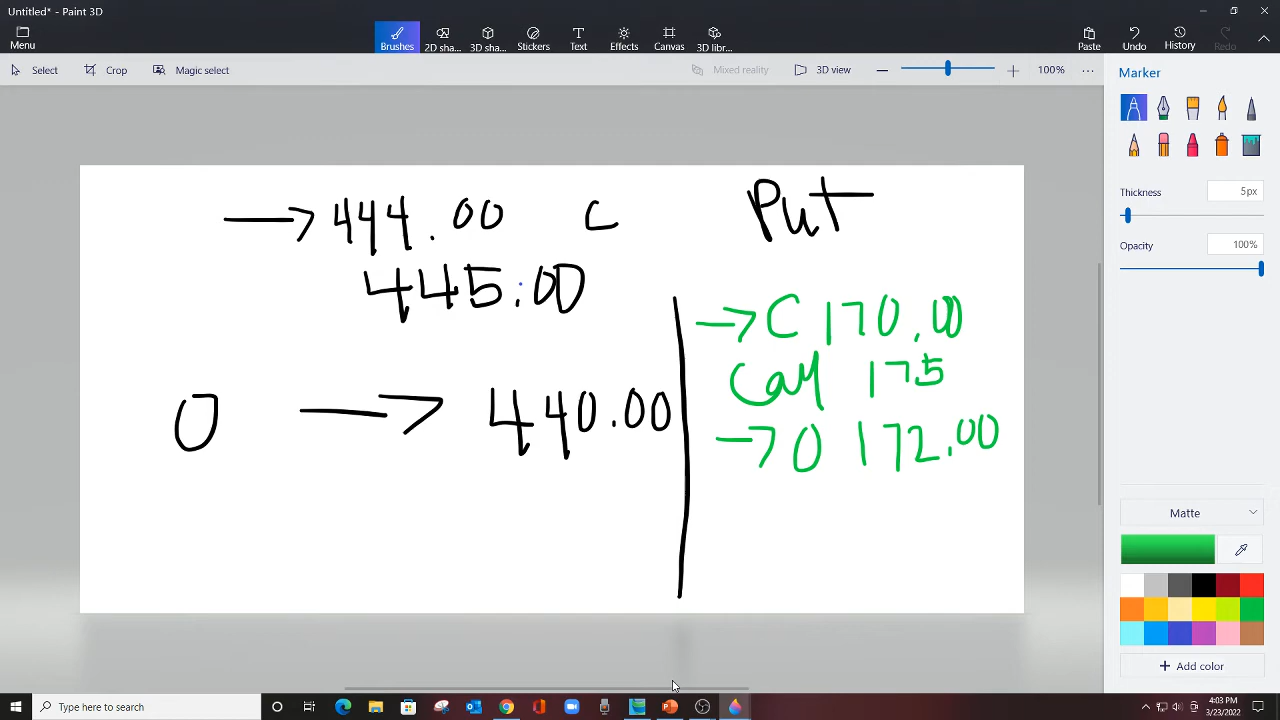 Untitled* - Paint 3D
Menu
Brushes
2D sha...
3D sha...
Stickers
Text
Effects
Canvas
3D libr...
Paste
Undo
History
Redo
Select
Crop
Magic select
Mixed reality
3D view
100%
Marker
Thickness
5px
Opacity
100%
Matte
Add color
→ 444.00 C
445.00
O → 440.00
Put
→ C 170.00
Call 175
→ O 172.00
Type here to search
4:03 PM
3/23/2022